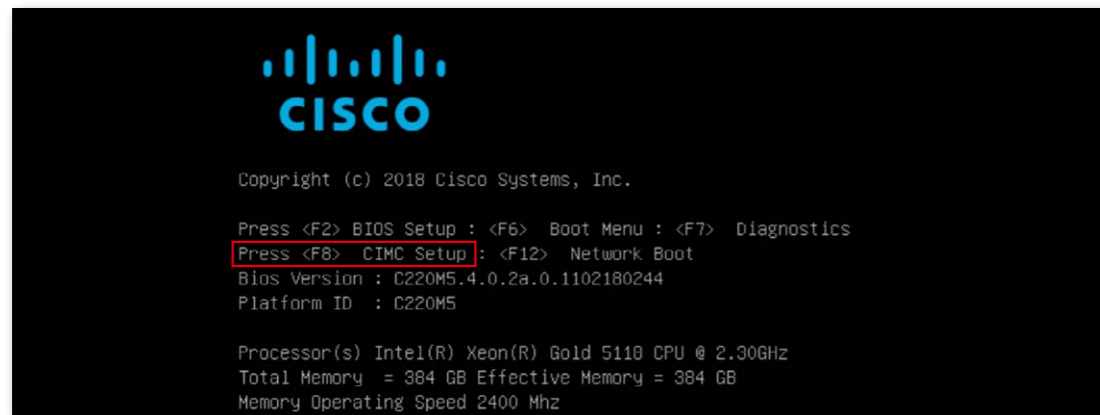 CISCO
Copyright (c) 2018 Cisco Systems, Inc.
Press <F2> BIOS Setup : <F6> Boot Menu : <F7> Diagnostics
Press <F8> CIMC Setup : <F12> Network Boot
Bios Version : C220M5.4.0.2a.0.1102180244
Platform ID : C220M5
Processor(s) Intel(R) Xeon(R) Gold 5118 CPU @ 2.30GHz
Total Memory = 384 GB Effective Memory = 384 GB
Memory Operating Speed 2400 Mhz